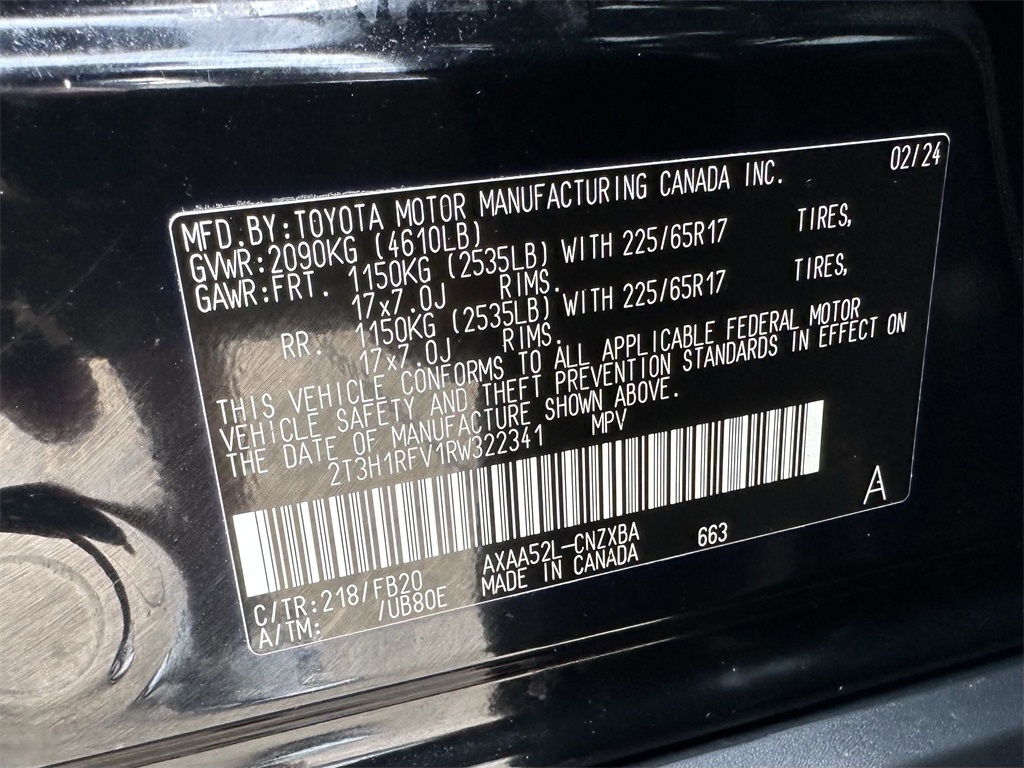 02/24
MFD.BY:TOYOTA MOTOR MANUFACTURING CANADA INC.
GVWR:2090KG (4610LB)
GAWR:FRT. 1150KG (2535LB) WITH 225/65R17 TIRES,
17x7.0J RIMS.
RR. 1150KG (2535LB) WITH 225/65R17 TIRES,
17x7.0J RIMS.
THIS VEHICLE CONFORMS TO ALL APPLICABLE FEDERAL MOTOR
VEHICLE SAFETY AND THEFT PREVENTION STANDARDS IN EFFECT ON
THE DATE OF MANUFACTURE SHOWN ABOVE.
2T3H1RFV1RW322341 MPV
A
AXAA52L-CNZXBA 663
C/TR:218/FB20 MADE IN CANADA
A/TM: /UB80E